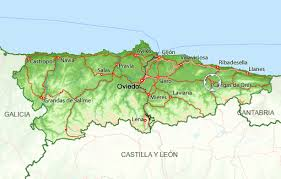 Gijón
Avilés
Villaviciosa
Ribadesella
Llanes
Castropol
Navia
Pravia
Salas
Siero
Oviedo
Cangas de Onís
Grandas de Salime
Mieres
Laviana
Lena
GALICIA
CANTABRIA
CASTILLA Y LEÓN